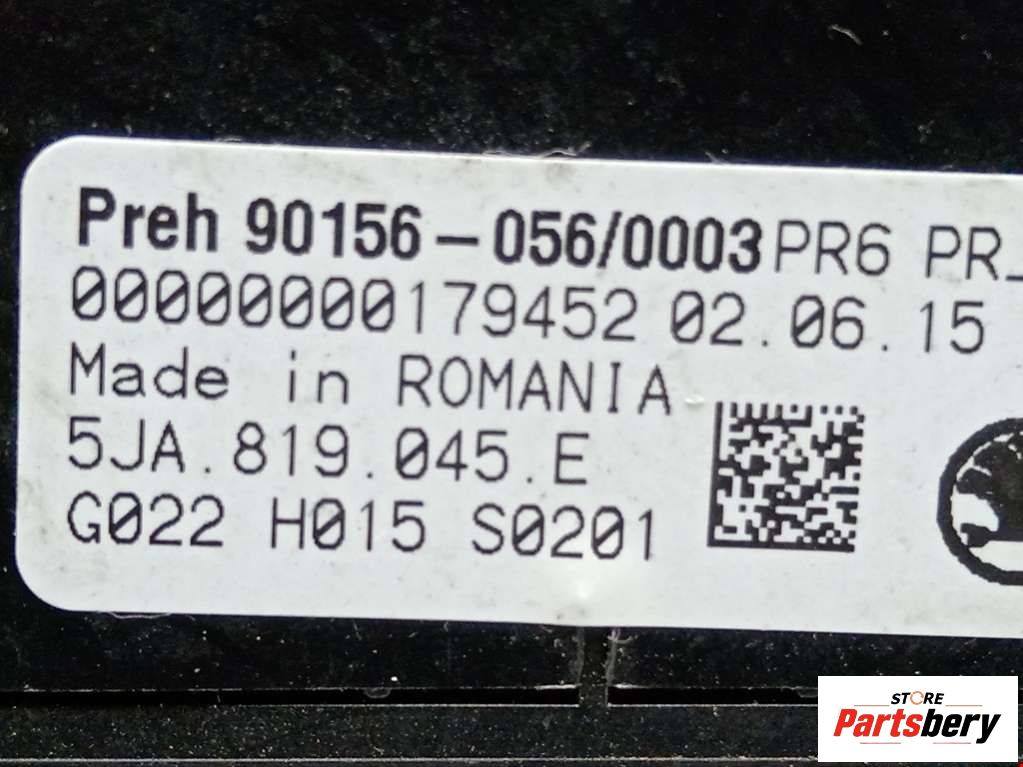 Preh 90156-056/0003 PR6 PR_
00000000179452 02.06.15
Made in ROMANIA
5JA.819.045.E
G022 H015 S0201
STORE
Partsbery